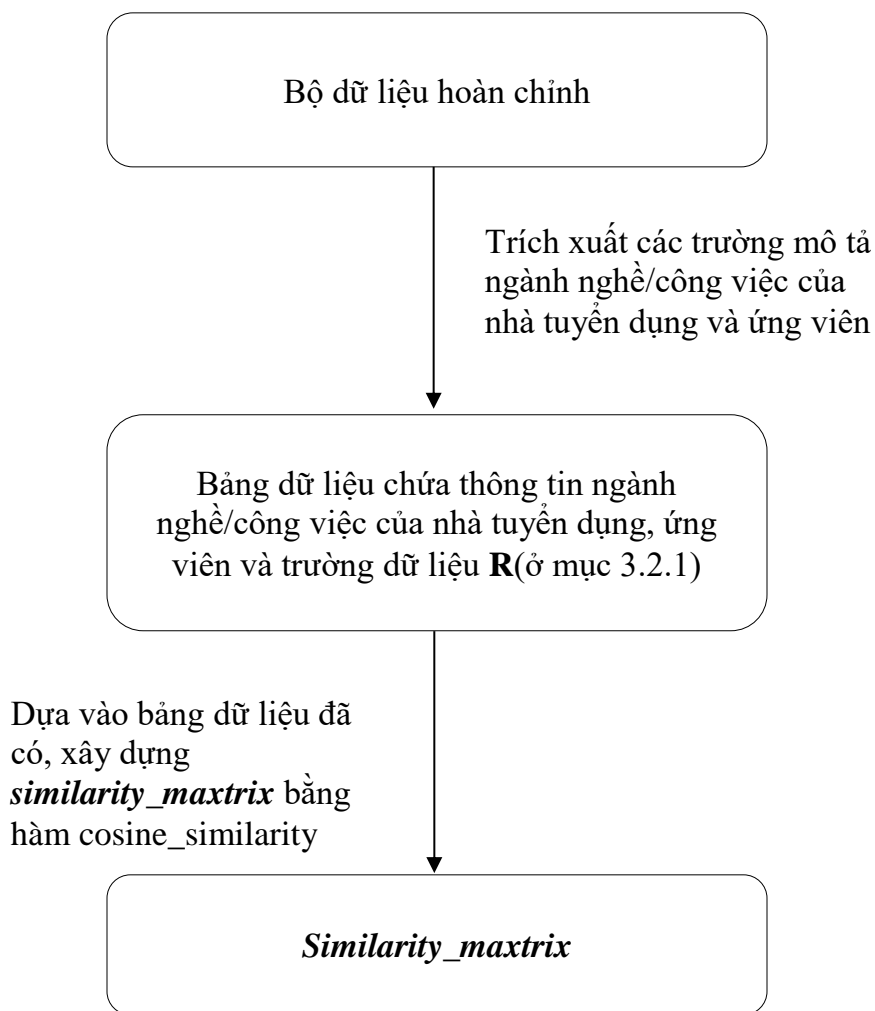 Bộ dữ liệu hoàn chỉnh
Trích xuất các trường mô tả
ngành nghề/công việc của
nhà tuyển dụng và ứng viên
Bảng dữ liệu chứa thông tin ngành
nghề/công việc của nhà tuyển dụng, ứng
viên và trường dữ liệu R(ở mục 3.2.1)
Dựa vào bảng dữ liệu đã
có, xây dựng
similarity_maxtrix bằng
hàm cosine_similarity
Similarity_maxtrix